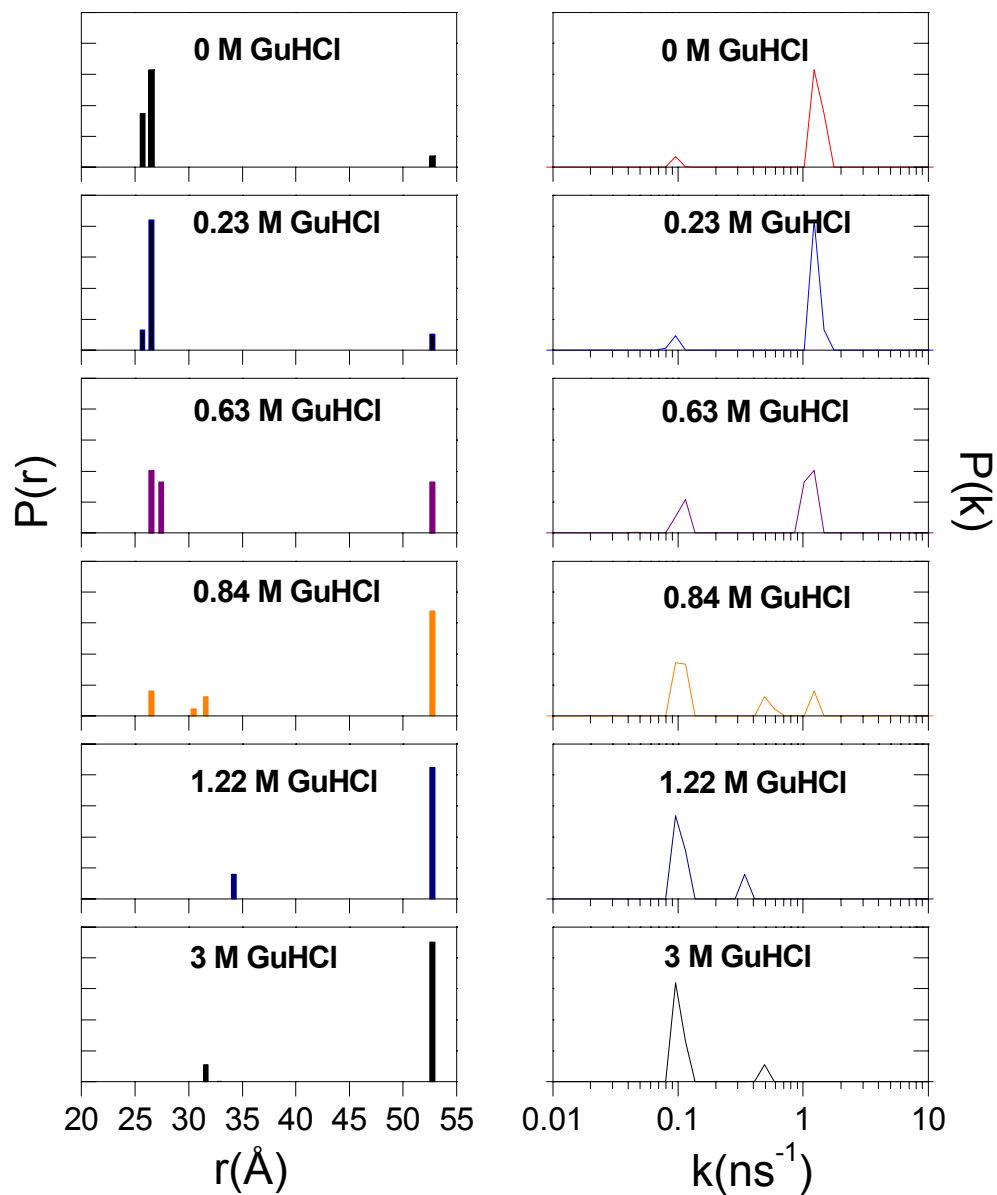 0 M GuHCl
0 M GuHCl
0.23 M GuHCl
0.23 M GuHCl
0.63 M GuHCl
0.63 M GuHCl
P(r)
P(k)
0.84 M GuHCl
0.84 M GuHCl
1.22 M GuHCl
1.22 M GuHCl
3 M GuHCl
3 M GuHCl
20 25 30 35 40 45 50 55
0.01 0.1 1 10
r(Å)
k(ns⁻¹)